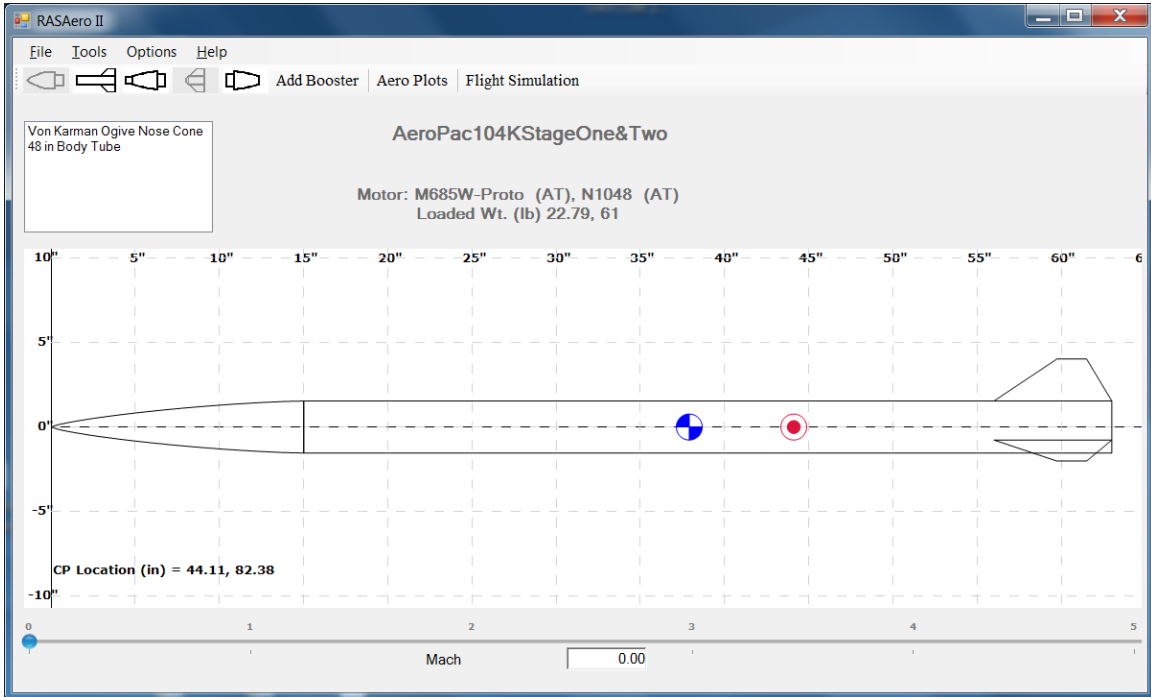 RASAero II
File Tools Options Help
Add Booster Aero Plots Flight Simulation
Von Karman Ogive Nose Cone
48 in Body Tube
AeroPac104KStageOne&Two
Motor: M685W-Proto (AT), N1048 (AT)
Loaded Wt. (lb) 22.79, 61
10" 5" 10" 15" 20" 25" 30" 35" 40" 45" 50" 55" 60" 6
5"
0"
-5"
CP Location (in) = 44.11, 82.38
-10"
0 1 2 3 4 5
Mach 0.00